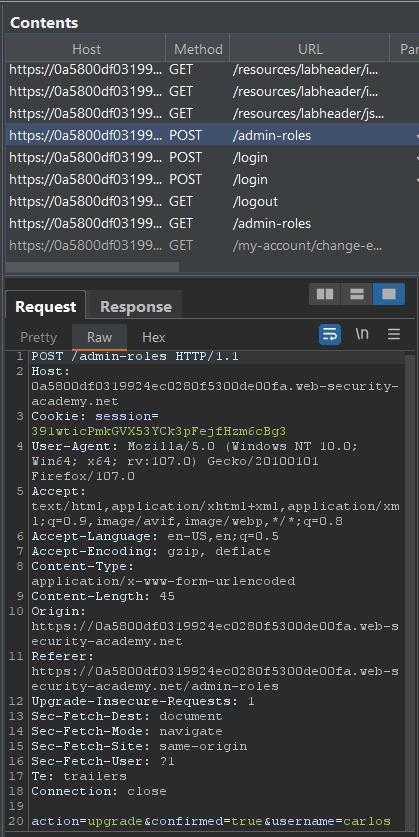 Contents
Host Method URL Par
https://0a5800df03199... GET /resources/labheader/i...
https://0a5800df03199... GET /resources/labheader/i...
https://0a5800df03199... GET /resources/labheader/js...
https://0a5800df03199... POST /admin-roles
https://0a5800df03199... POST /login
https://0a5800df03199... POST /login
https://0a5800df03199... GET /logout
https://0a5800df03199... GET /admin-roles
https://0a5800df03199... GET /my-account/change-e...
Request Response
Pretty Raw Hex \n
1 POST /admin-roles HTTP/1.1
2 Host:
0a5800df0319924ec0280f5300de00fa.web-security-
academy.net
3 Cookie: session=
391wticPmkGVX53YCk3pFejfHzm6cBg3
4 User-Agent: Mozilla/5.0 (Windows NT 10.0;
Win64; x64; rv:107.0) Gecko/20100101
Firefox/107.0
5 Accept:
text/html,application/xhtml+xml,application/xm
l;q=0.9,image/avif,image/webp,*/*;q=0.8
6 Accept-Language: en-US,en;q=0.5
7 Accept-Encoding: gzip, deflate
8 Content-Type:
application/x-www-form-urlencoded
9 Content-Length: 45
10 Origin:
https://0a5800df0319924ec0280f5300de00fa.web-s
ecurity-academy.net
11 Referer:
https://0a5800df0319924ec0280f5300de00fa.web-s
ecurity-academy.net/admin-roles
12 Upgrade-Insecure-Requests: 1
13 Sec-Fetch-Dest: document
14 Sec-Fetch-Mode: navigate
15 Sec-Fetch-Site: same-origin
16 Sec-Fetch-User: ?1
17 Te: trailers
18 Connection: close
19
20 action=upgrade&confirmed=true&username=carlos